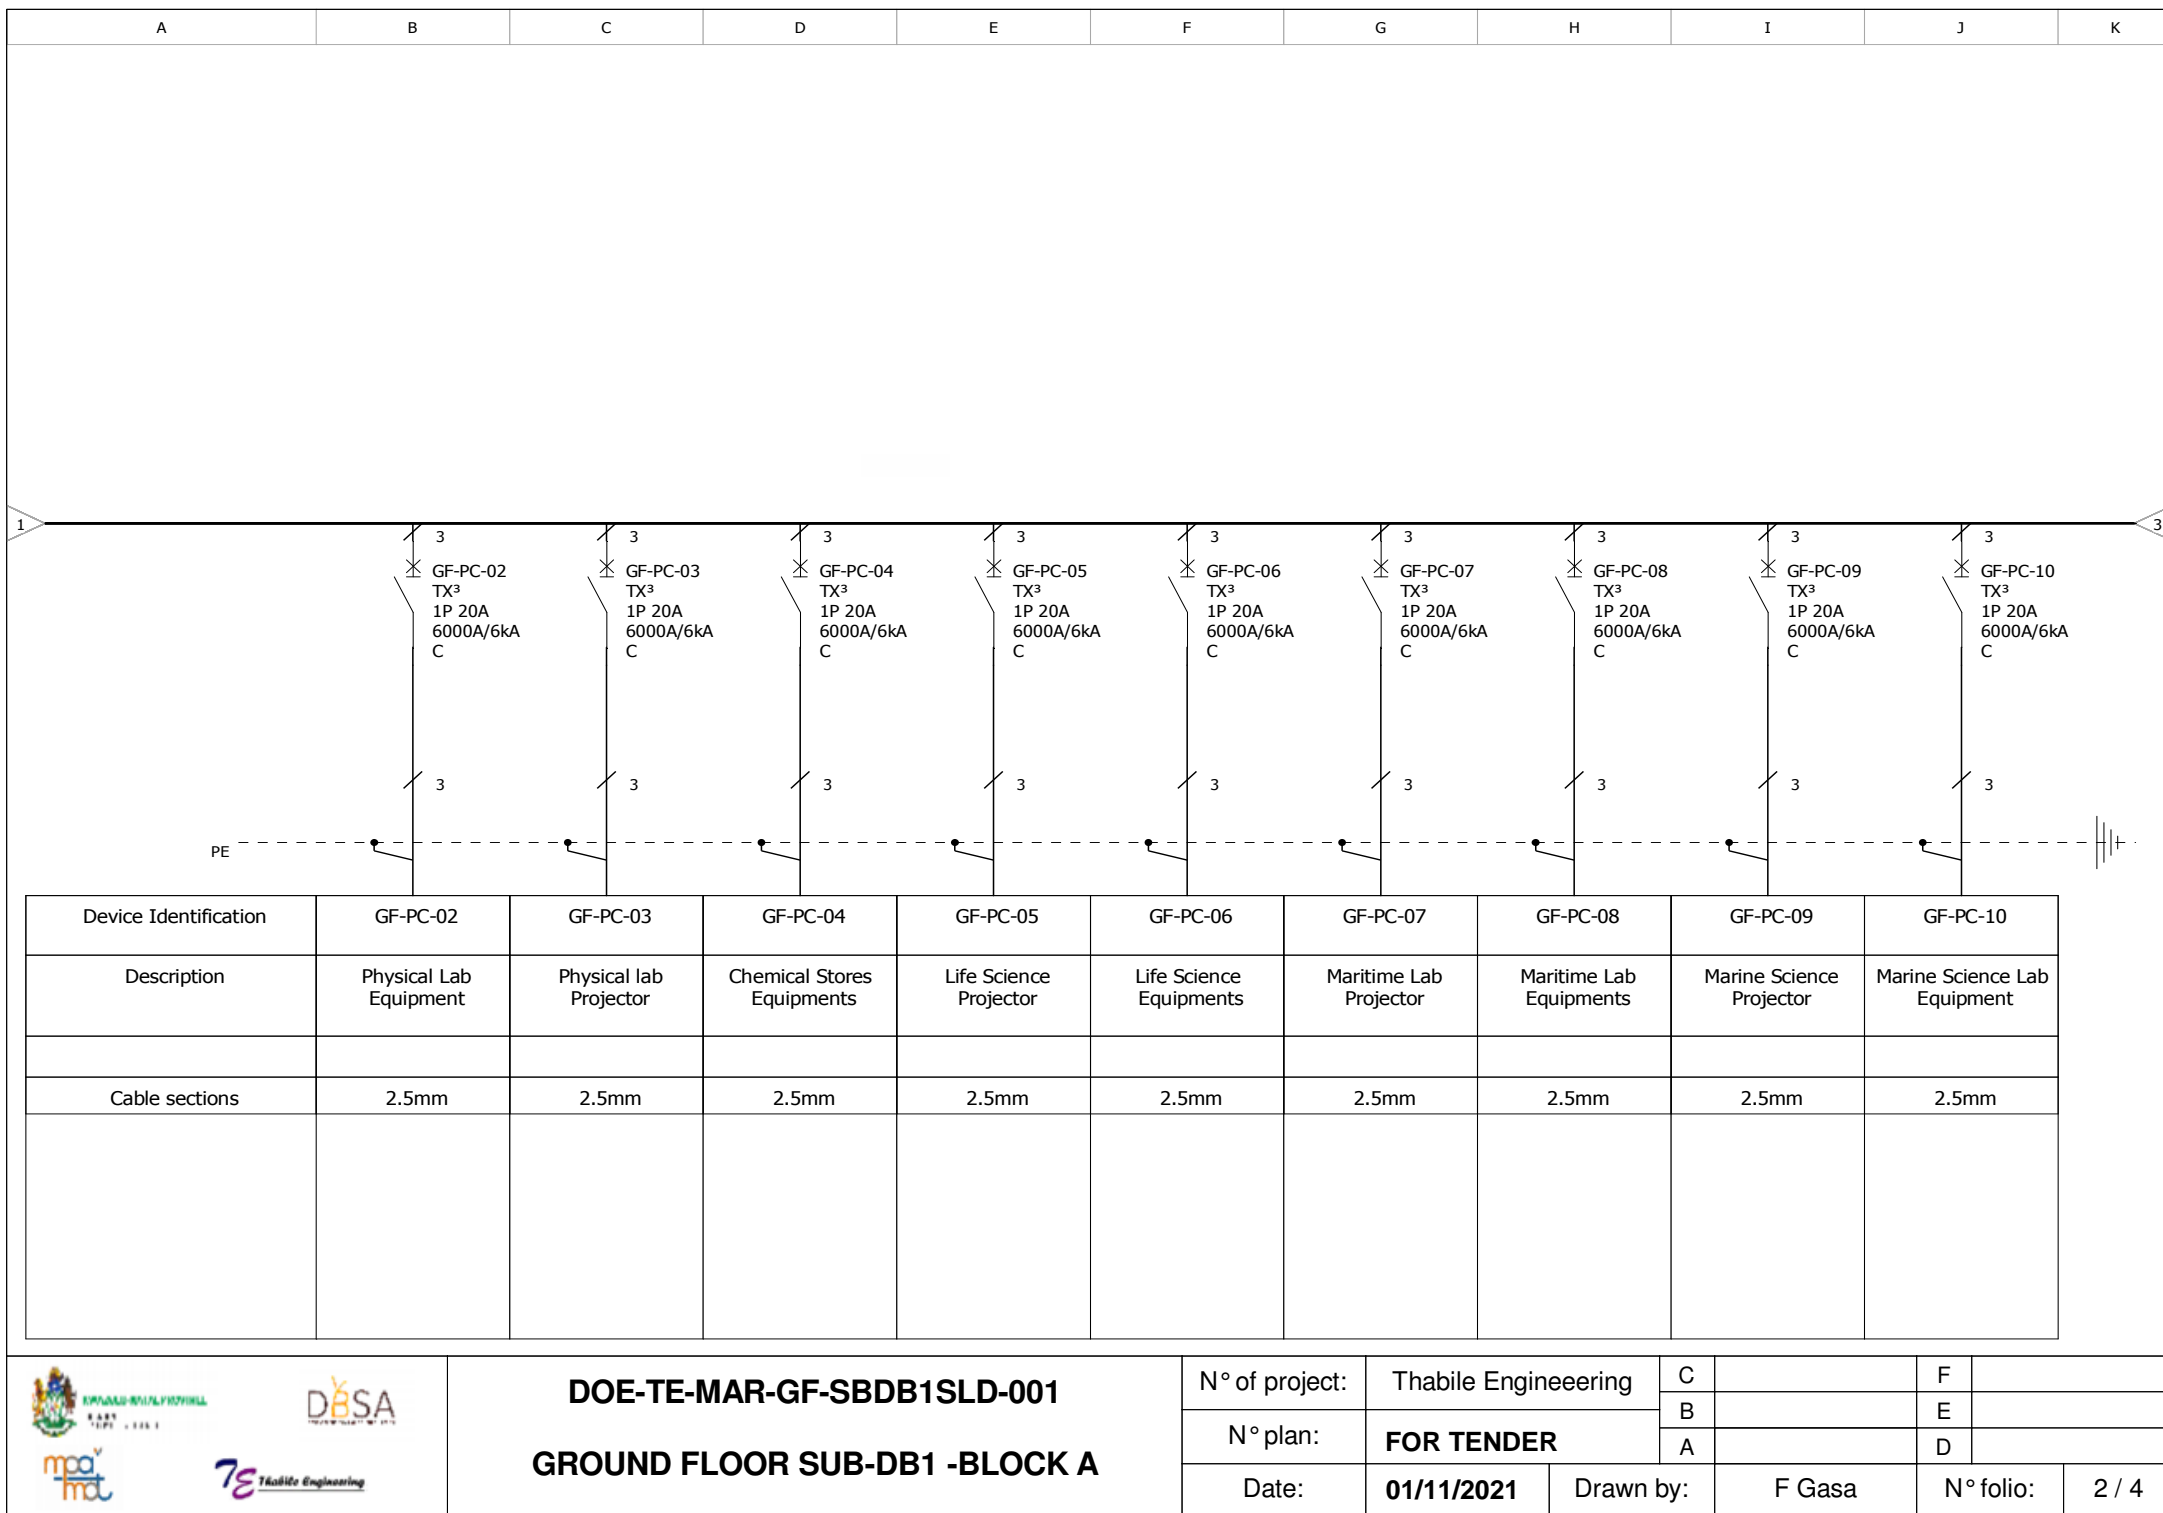 A B C D E F G H I J K
1
3
3 3 3 3 3 3 3 3 3
GF-PC-02
TX³
1P 20A
6000A/6kA
C
GF-PC-03
TX³
1P 20A
6000A/6kA
C
GF-PC-04
TX³
1P 20A
6000A/6kA
C
GF-PC-05
TX³
1P 20A
6000A/6kA
C
GF-PC-06
TX³
1P 20A
6000A/6kA
C
GF-PC-07
TX³
1P 20A
6000A/6kA
C
GF-PC-08
TX³
1P 20A
6000A/6kA
C
GF-PC-09
TX³
1P 20A
6000A/6kA
C
GF-PC-10
TX³
1P 20A
6000A/6kA
C
3 3 3 3 3 3 3 3 3
PE
Device Identification GF-PC-02 GF-PC-03 GF-PC-04 GF-PC-05 GF-PC-06 GF-PC-07 GF-PC-08 GF-PC-09 GF-PC-10
Description
Physical Lab
Equipment
Physical lab
Projector
Chemical Stores
Equipments
Life Science
Projector
Life Science
Equipments
Maritime Lab
Projector
Maritime Lab
Equipments
Marine Science
Projector
Marine Science Lab
Equipment
Cable sections 2.5mm 2.5mm 2.5mm 2.5mm 2.5mm 2.5mm 2.5mm 2.5mm 2.5mm
DBSA
mpa
mot
TE Thabile Engineering
DOE-TE-MAR-GF-SBDB1SLD-001
GROUND FLOOR SUB-DB1 -BLOCK A
N° of project: Thabile Engineeering
N° plan: FOR TENDER
C F
B E
A D
Date: 01/11/2021 Drawn by: F Gasa N° folio: 2 / 4